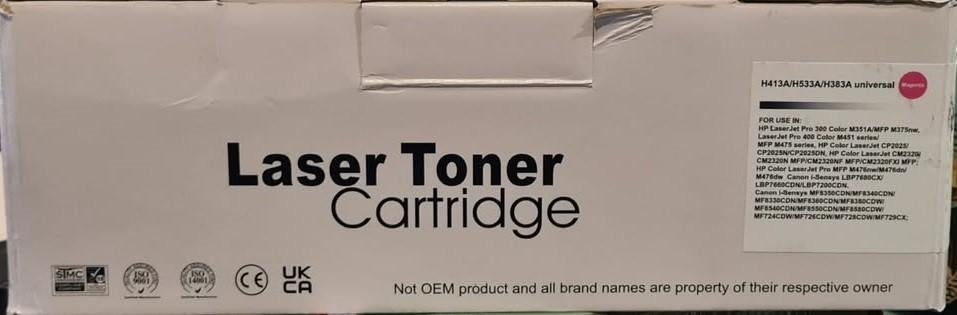 H413A/H533A/H383A universal
Magenta
FOR USE IN:
HP LaserJet Pro 300 Color M351A/MFP M375nw,
LaserJet Pro 400 Color M451 series/
MFP M475 series, HP Color LaserJet CP2025/
CP2025N/CP2025DN, HP Color LaserJet CM2320/
CM2320N MFP/CM2320NF MFP/CM2320FXI MFP;
HP Color LaserJet Pro MFP M476nw/M476dn/
M476dw Canon i-Sensys LBP7680CX/
LBP7660CDN/LBP7200CDN.
Canon i-Sensys MF8350CDN/MF8340CDN/
MF8330CDN/MF8360CDN/MF8380CDW/
MF8540CDN/MF8550CDN/MF8580CDW/
MF724CDW/MF726CDW/MF728CDW/MF729CX;
Laser Toner
Cartridge
STMC
ISO
9001
ISO
14001
CE
UK
CA
Not OEM product and all brand names are property of their respective owner